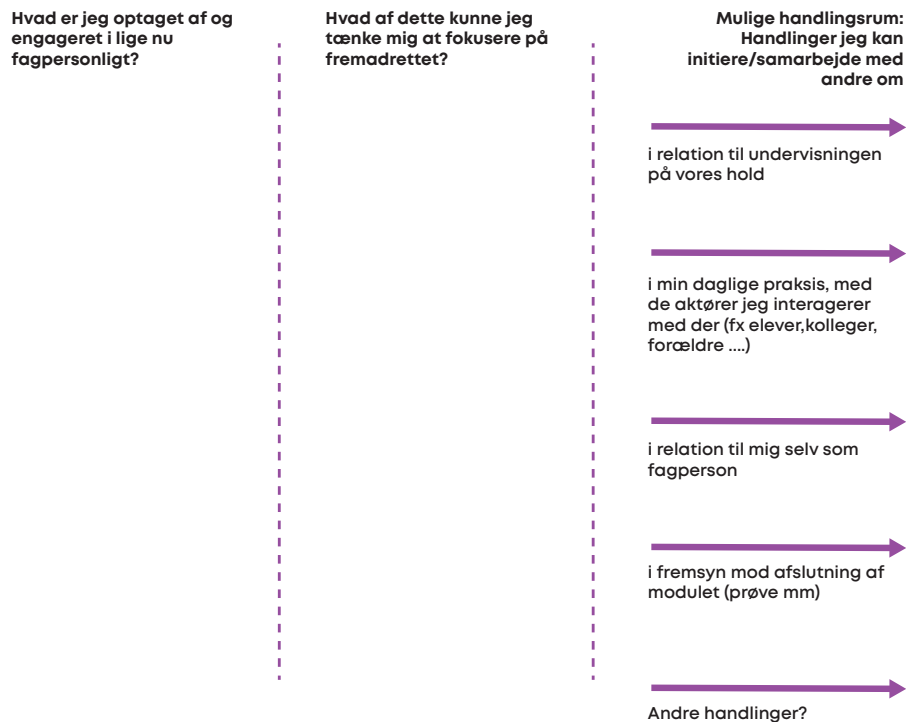 Hvad er jeg optaget af og
engageret i lige nu
fagpersonligt?
Hvad af dette kunne jeg
tænke mig at fokusere på
fremadrettet?
Mulige handlingsrum:
Handlinger jeg kan
initiere/samarbejde med
andre om
i relation til undervisningen
på vores hold
i min daglige praksis, med
de aktører jeg interagerer
med der (fx elever,kolleger,
forældre ....)
i relation til mig selv som
fagperson
i fremsyn mod afslutning af
modulet (prøve mm)
Andre handlinger?